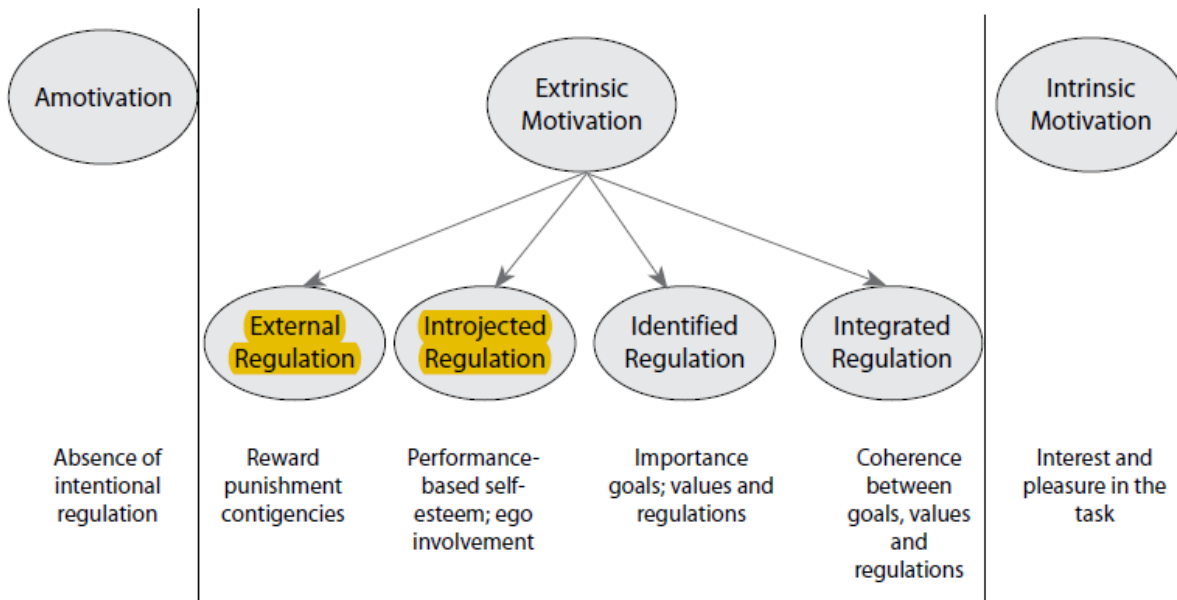 Amotivation
Extrinsic
Motivation
Intrinsic
Motivation
External
Regulation
Introjected
Regulation
Identified
Regulation
Integrated
Regulation
Absence of
intentional
regulation
Reward
punishment
contigencies
Performance-
based self-
esteem; ego
involvement
Importance
goals; values and
regulations
Coherence
between
goals, values
and
regulations
Interest and
pleasure in the
task